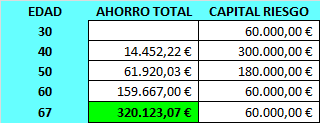 EDAD AHORRO TOTAL CAPITAL RIESGO
30 60.000,00 €
40 14.452,22 € 300.000,00 €
50 61.920,03 € 180.000,00 €
60 159.667,00 € 60.000,00 €
67 320.123,07 € 60.000,00 €